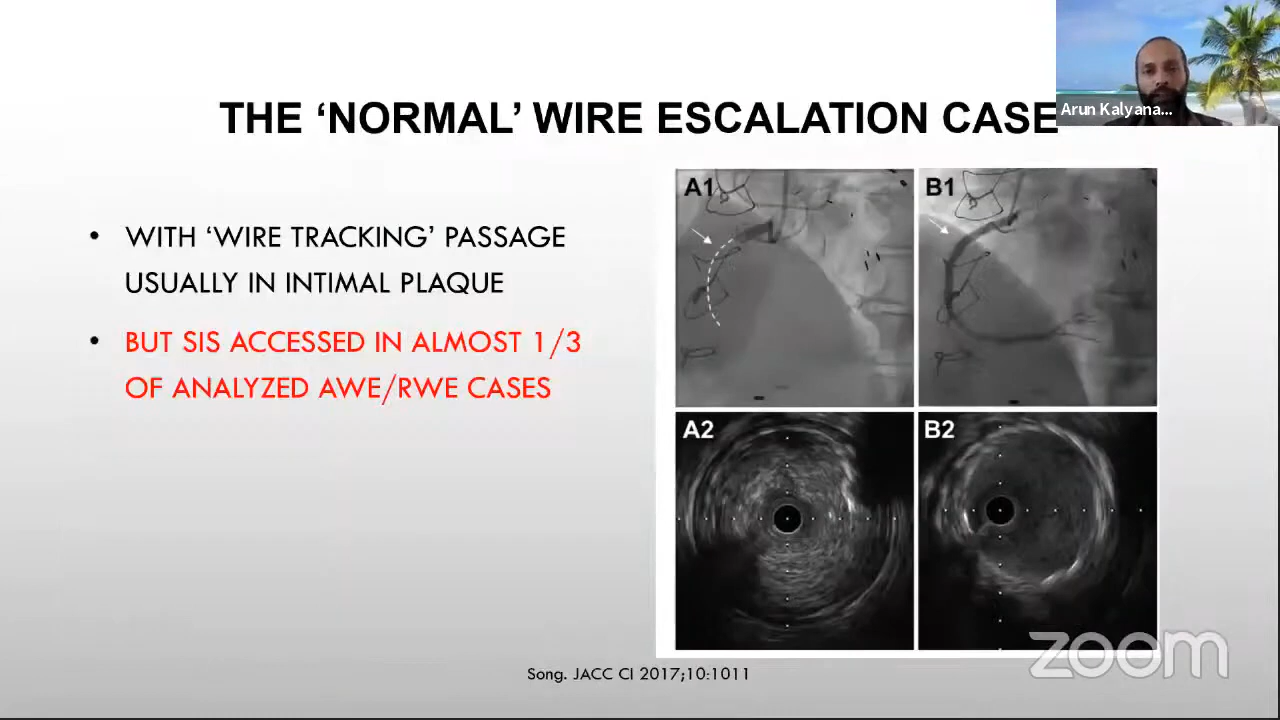 Arun Kalyana...
THE ‘NORMAL’ WIRE ESCALATION CASE
• WITH ‘WIRE TRACKING’ PASSAGE
USUALLY IN INTIMAL PLAQUE
• BUT SIS ACCESSED IN ALMOST 1/3
OF ANALYZED AWE/RWE CASES
A1
B1
A2
B2
Song. JACC CI 2017;10:1011
zoom